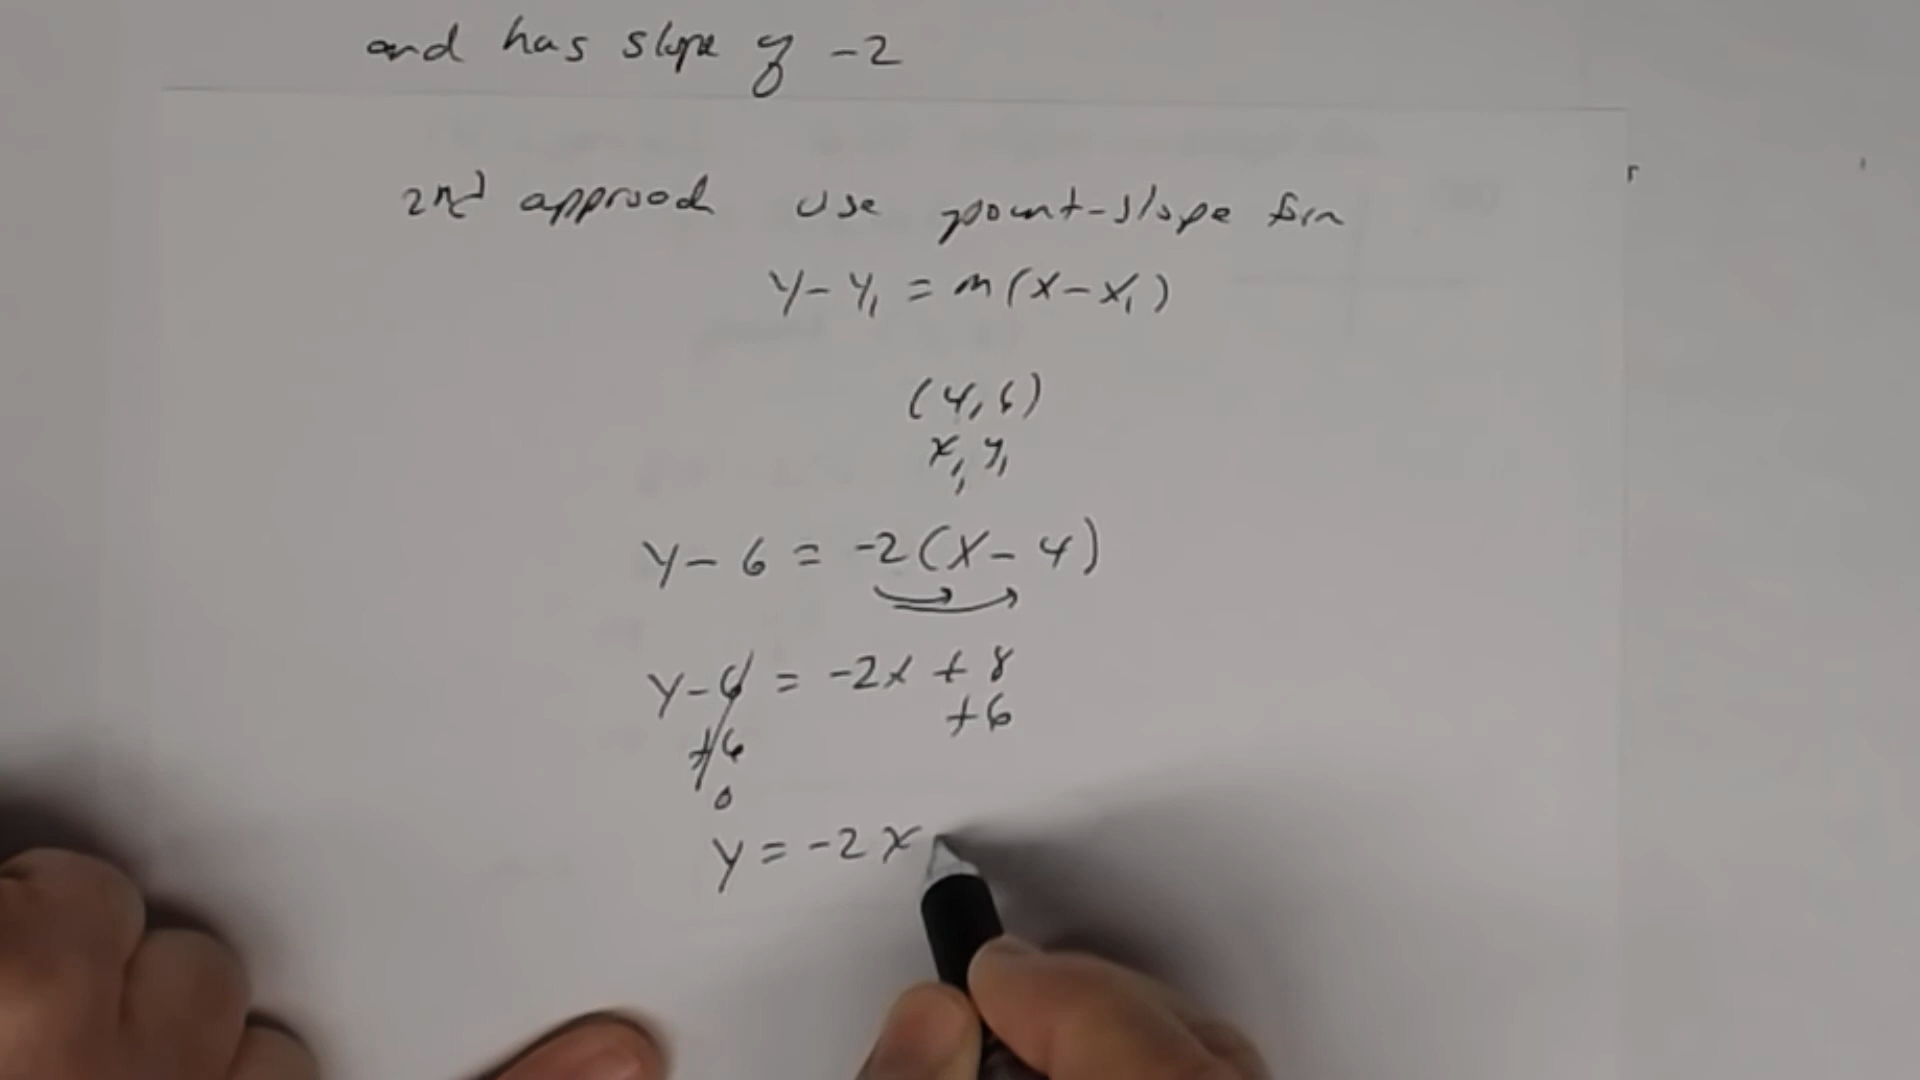 and has slope of -2
2nd approach use point-slope form
y - y₁ = m(x - x₁)
(4, 6)
x₁, y₁
y - 6 = -2(x - 4)
y - 6 = -2x + 8
+6 +6
0
y = -2x